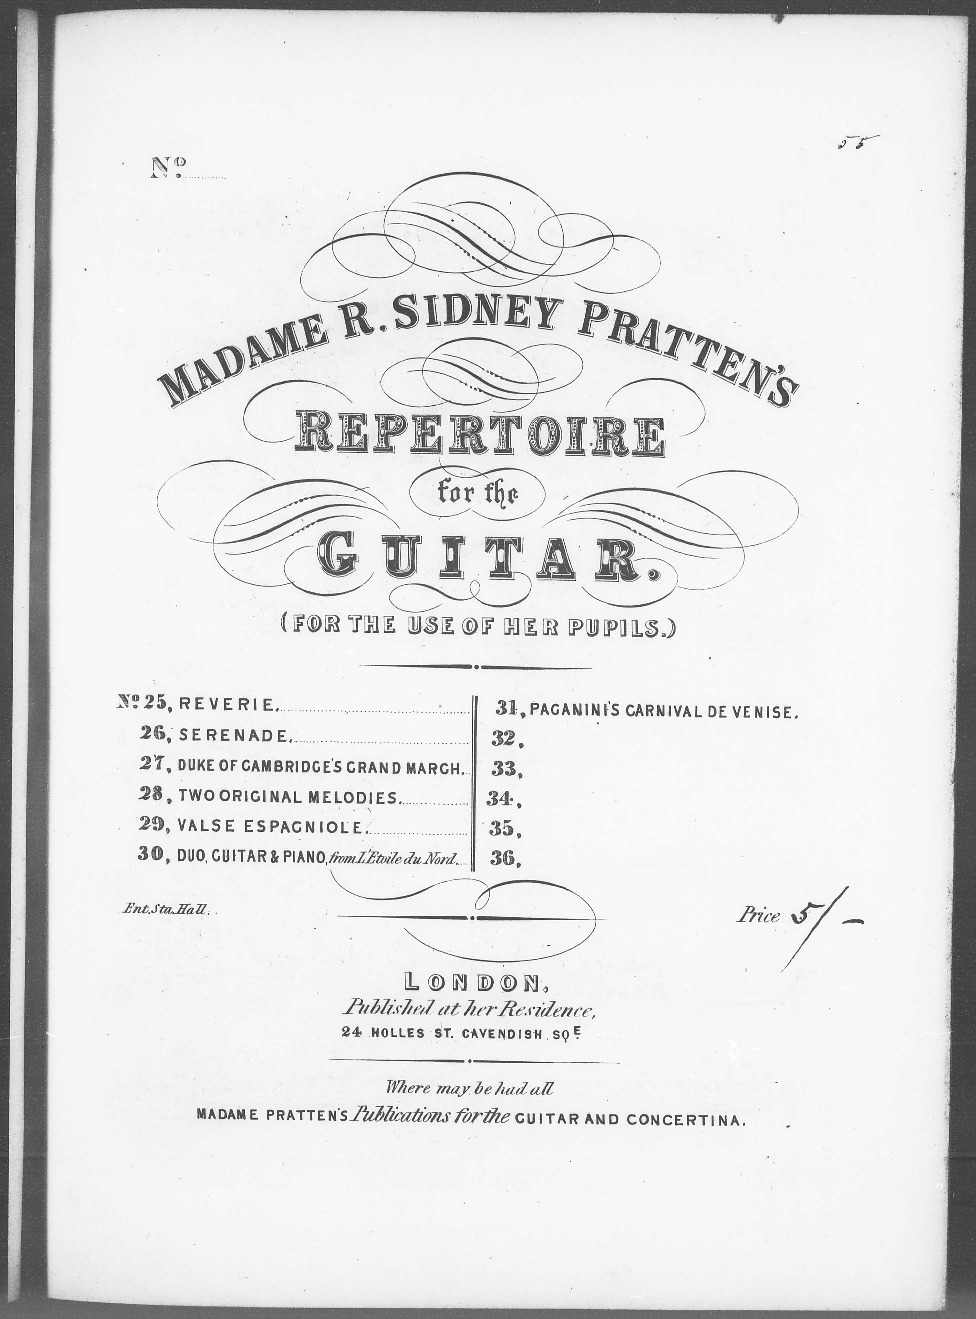 55
Nº
MADAME R. SIDNEY PRATTEN'S
REPERTOIRE
for the
GUITAR.
(FOR THE USE OF HER PUPILS.)
Nº 25, REVERIE.
26, SERENADE.
27, DUKE OF CAMBRIDGE'S GRAND MARCH.
28, TWO ORIGINAL MELODIES.
29, VALSE ESPAGNIOLE.
30, DUO, GUITAR & PIANO, from L'Etoile du Nord.
31, PAGANINI'S CARNIVAL DE VENISE.
32,
33,
34,
35,
36,
Ent. Sta. Hall.
Price 5/-
LONDON,
Published at her Residence,
24 HOLLES ST. CAVENDISH SQE
Where may be had all
MADAME PRATTEN'S Publications for the GUITAR AND CONCERTINA.